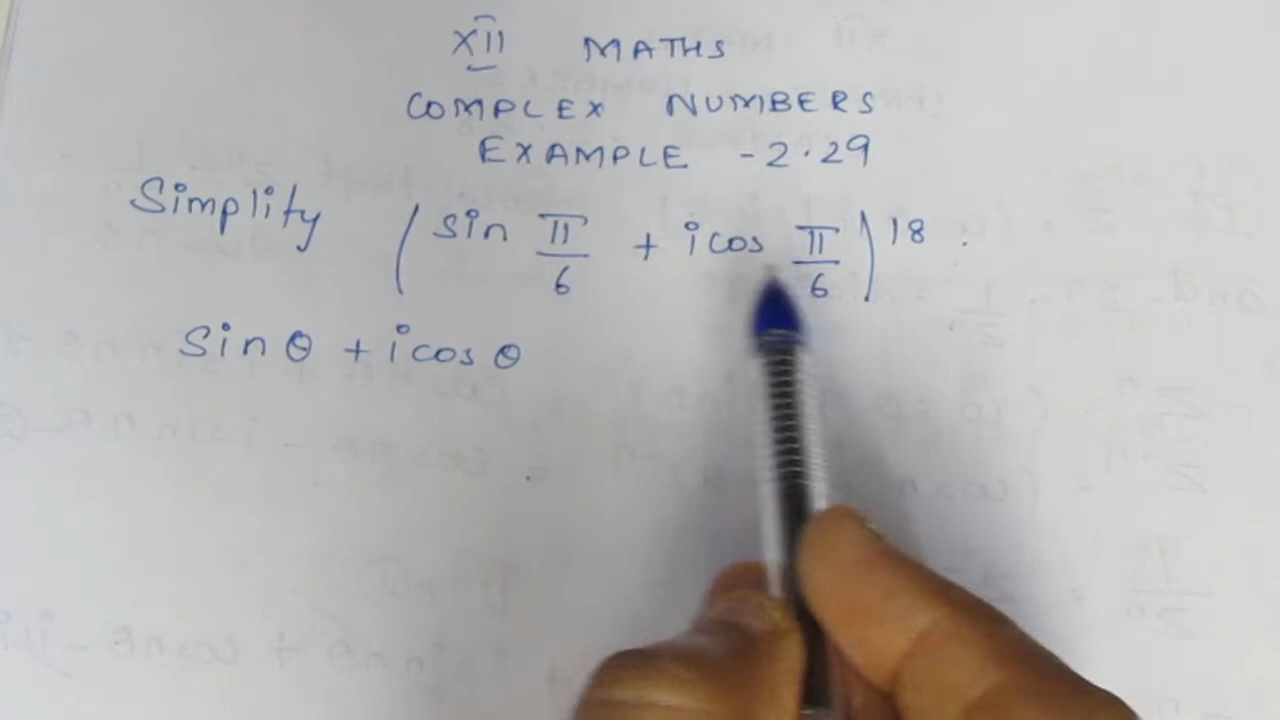 XII MATHS
COMPLEX NUMBERS
EXAMPLE - 2.29
Simplify (sin π/6 + i cos π/6)^18 .
Sin θ + i cos θ